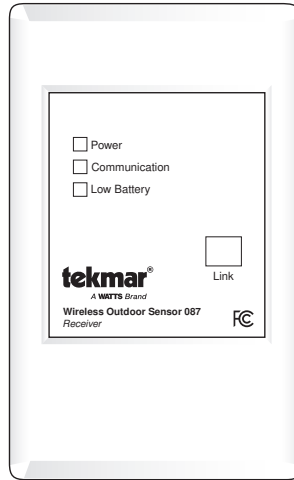 Power
Communication
Low Battery
Link
tekmar®
A WATTS Brand
Wireless Outdoor Sensor 087
Receiver
FC